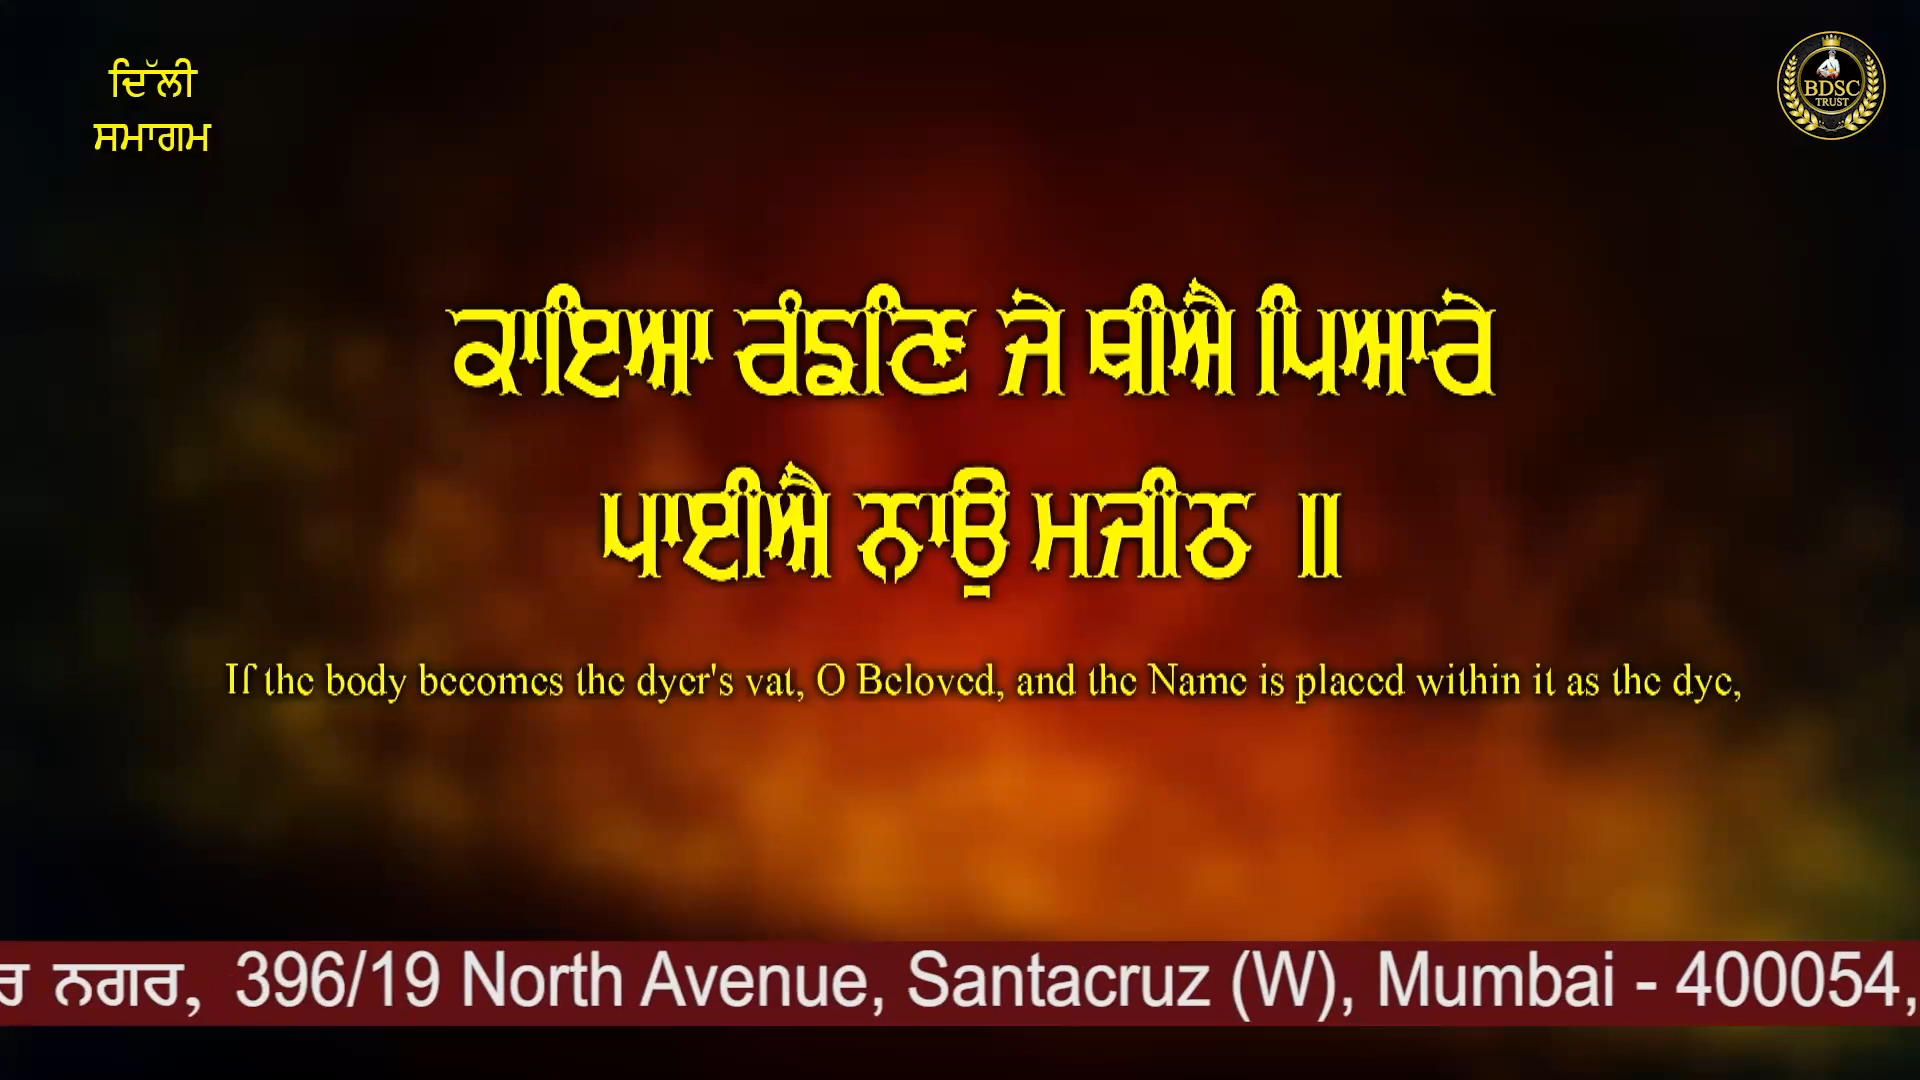 ਦਿੱਲੀ
ਸਮਾਗਮ
BDSC
TRUST
ਕਾਇਆ ਰੰਙਣਿ ਜੇ ਥੀਐ ਪਿਆਰੇ
ਪਾਈਐ ਨਾਉ ਮਜੀਠ ॥
If the body becomes the dyer's vat, O Beloved, and the Name is placed within it as the dye,
ਰ ਨਗਰ, 396/19 North Avenue, Santacruz (W), Mumbai - 400054,